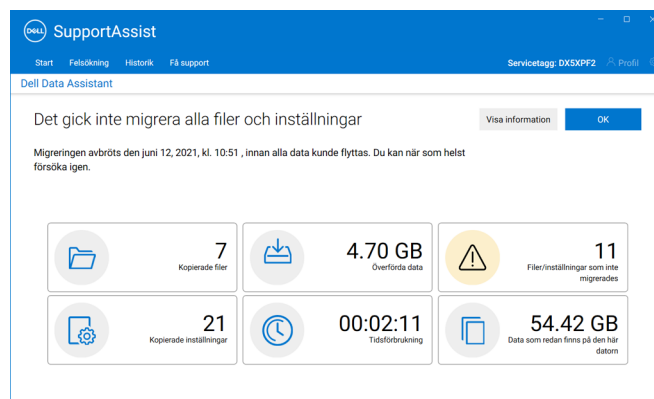 DELL SupportAssist
Start Felsökning Historik Få support Servicetagg: DX5XPF2 Profil
Dell Data Assistant
Det gick inte migrera alla filer och inställningar
Visa information
OK
Migreringen avbröts den juni 12, 2021, kl. 10:51 , innan alla data kunde flyttas. Du kan när som helst
försöka igen.
7
Kopierade filer
4.70 GB
Överförda data
11
Filer/inställningar som inte
migrerades
21
Kopierade inställningar
00:02:11
Tidsförbrukning
54.42 GB
Data som redan finns på den här
datorn